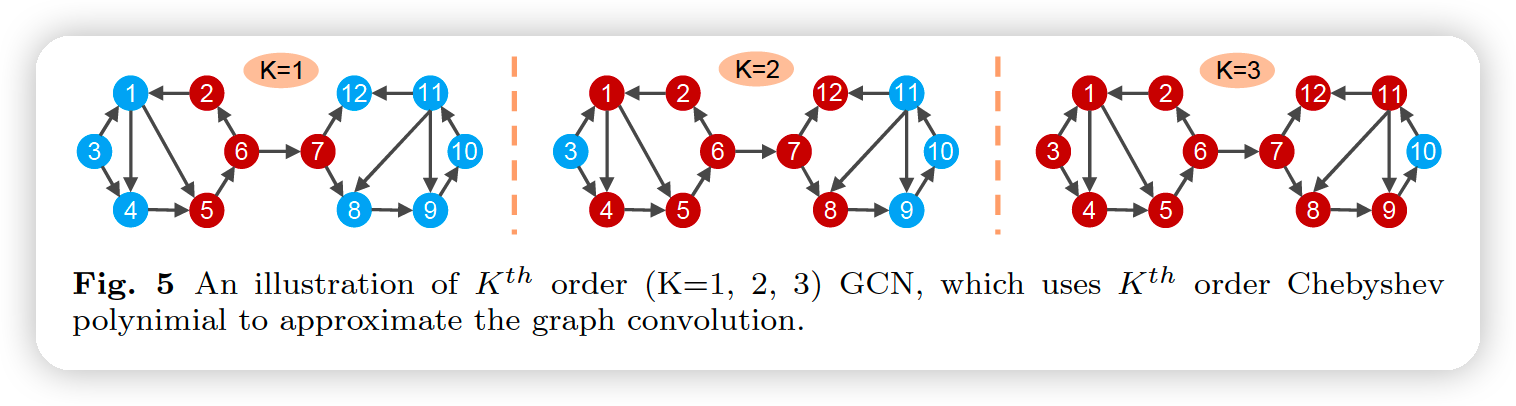 K=1
1 2 3 4 5 6 7 8 9 10 11 12
K=2
1 2 3 4 5 6 7 8 9 10 11 12
K=3
1 2 3 4 5 6 7 8 9 10 11 12
Fig. 5 An illustration of K^{th} order (K=1, 2, 3) GCN, which uses K^{th} order Chebyshev
polynimial to approximate the graph convolution.